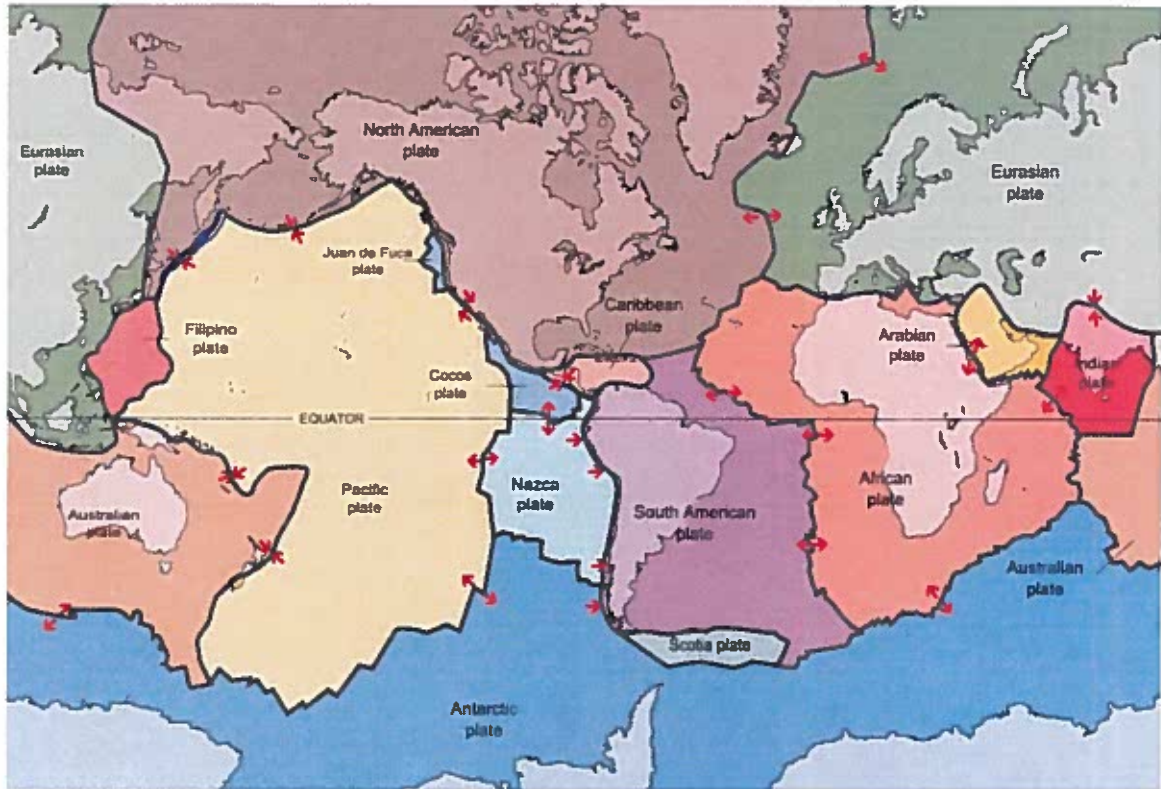 North American
plate
Eurasian
plate
Eurasian
plate
Juan de Fuca
plate
Caribbean
plate
Filipino
plate
Arabian
plate
Indian
plate
Cocos
plate
EQUATOR
Pacific
plate
Nazca
plate
South American
plate
African
plate
Australian
plate
Australian
plate
Scotia plate
Antarctic
plate